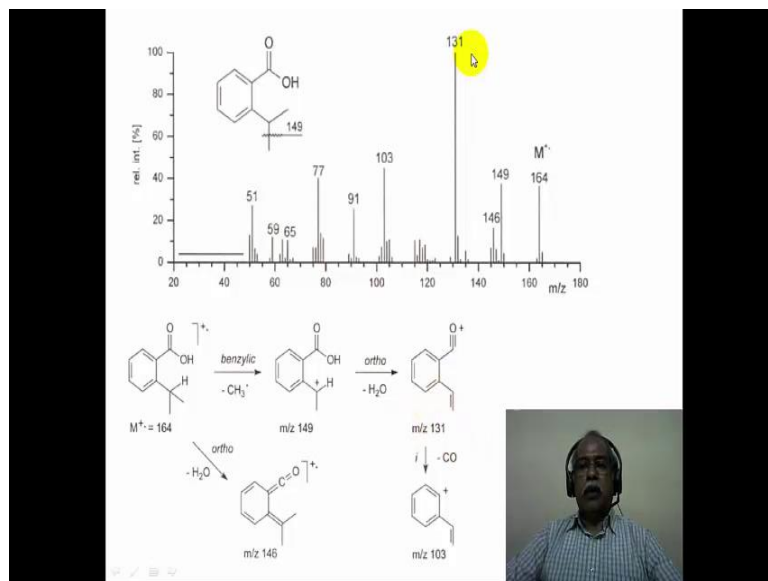 131
100
80
60
40
20
0
rel. int. [%]
O
OH
149
51
59
65
77
91
103
146
149
M+·
164
20 40 60 80 100 120 140 160 180
m/z
O
OH
H
+·
M+· = 164
benzylic
- CH3·
O
OH
H
+
m/z 149
ortho
- H2O
O +
m/z 131
ortho
- H2O
C O
+·
m/z 146
i - CO
+
m/z 103